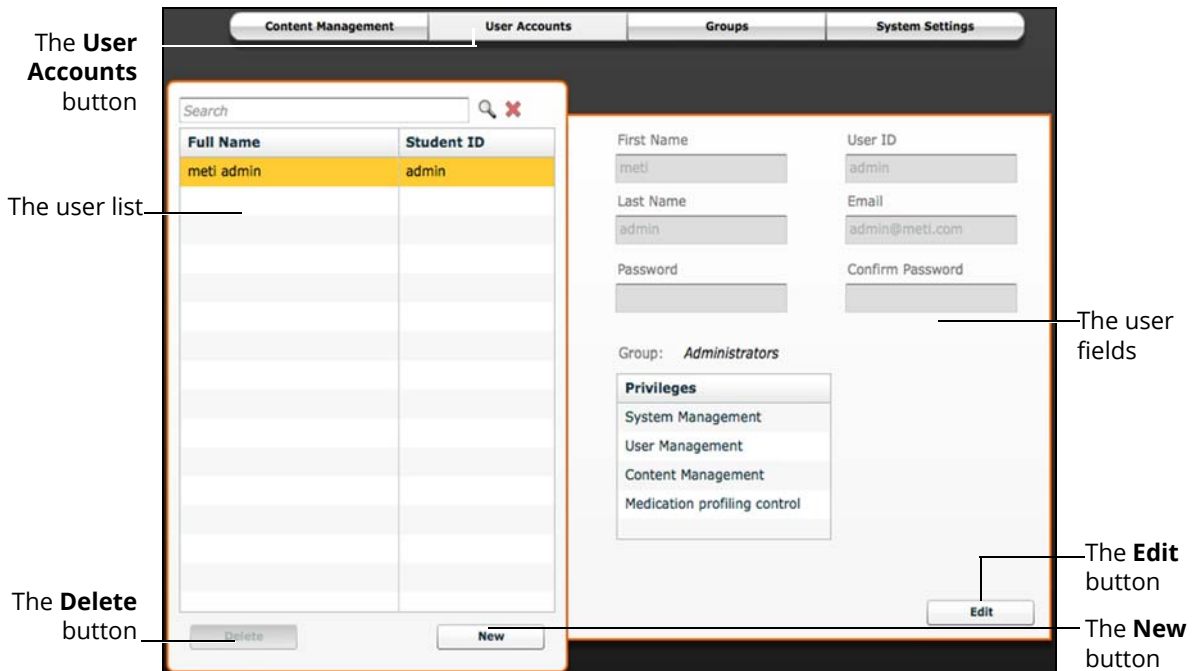 Content Management User Accounts Groups System Settings
The User
Accounts
button
Search
Full Name Student ID
meti admin admin
The user list
First Name User ID
meti admin
Last Name Email
admin admin@meti.com
Password Confirm Password
The user
fields
Group: Administrators
Privileges
System Management
User Management
Content Management
Medication profiling control
The Edit
button
Edit
The Delete
button
Delete New
The New
button